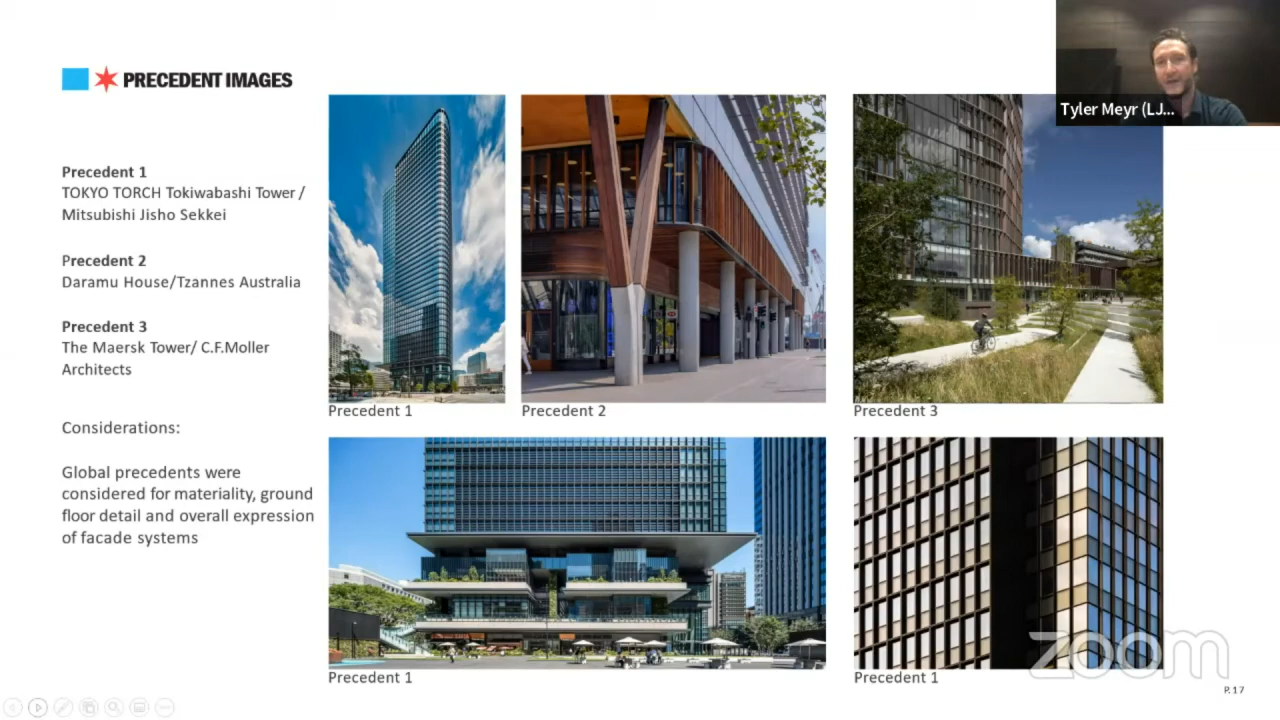 PRECEDENT IMAGES
Tyler Meyr (LJ...
Precedent 1
TOKYO TORCH Tokiwabashi Tower /
Mitsubishi Jisho Sekkei
Precedent 2
Daramu House/Tzannes Australia
Precedent 3
The Maersk Tower/ C.F.Moller
Architects
Considerations:
Global precedents were
considered for materiality, ground
floor detail and overall expression
of facade systems
Precedent 1
Precedent 2
Precedent 3
Precedent 1
Precedent 1
zoom
P.17